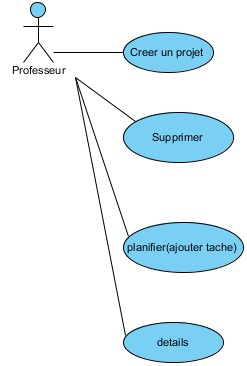 Creer un projet
Professeur
Supprimer
planifier(ajouter tache)
details